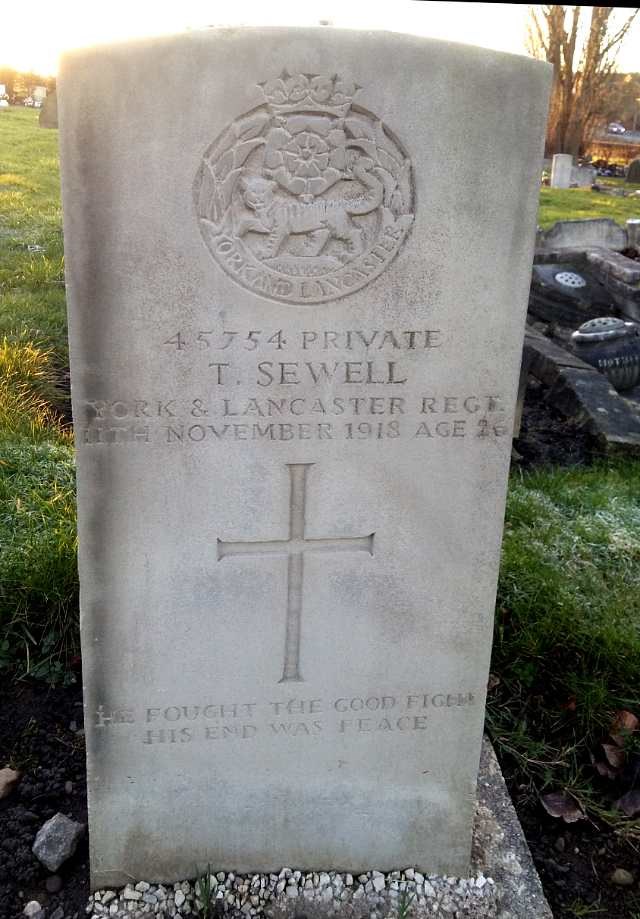 YORK AND LANCASTER
45754 PRIVATE
T. SEWELL
YORK & LANCASTER REGT.
11TH NOVEMBER 1918 AGE 26
HE FOUGHT THE GOOD FIGHT
HIS END WAS PEACE